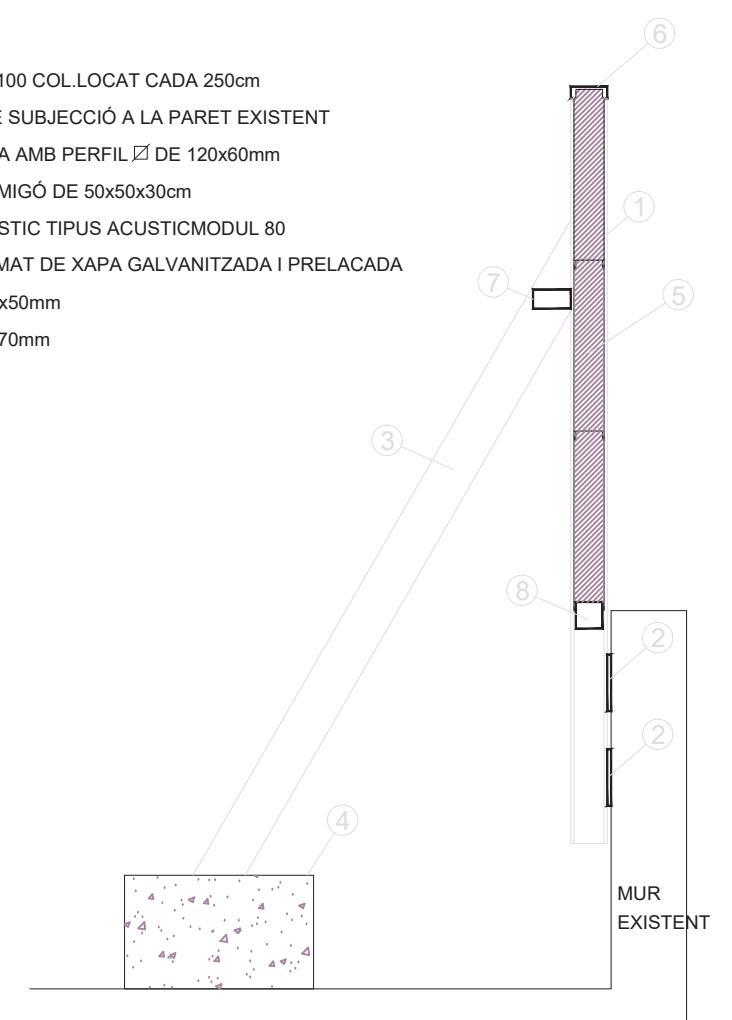 100 COL.LOCAT CADA 250cm
E SUBJECCIÓ A LA PARET EXISTENT
A AMB PERFIL DE 120x60mm
MIGÓ DE 50x50x30cm
STIC TIPUS ACUSTICMODUL 80
MAT DE XAPA GALVANITZADA I PRELACADA
x50mm
70mm
6
1
7
5
3
8
2
2
4
MUR
EXISTENT